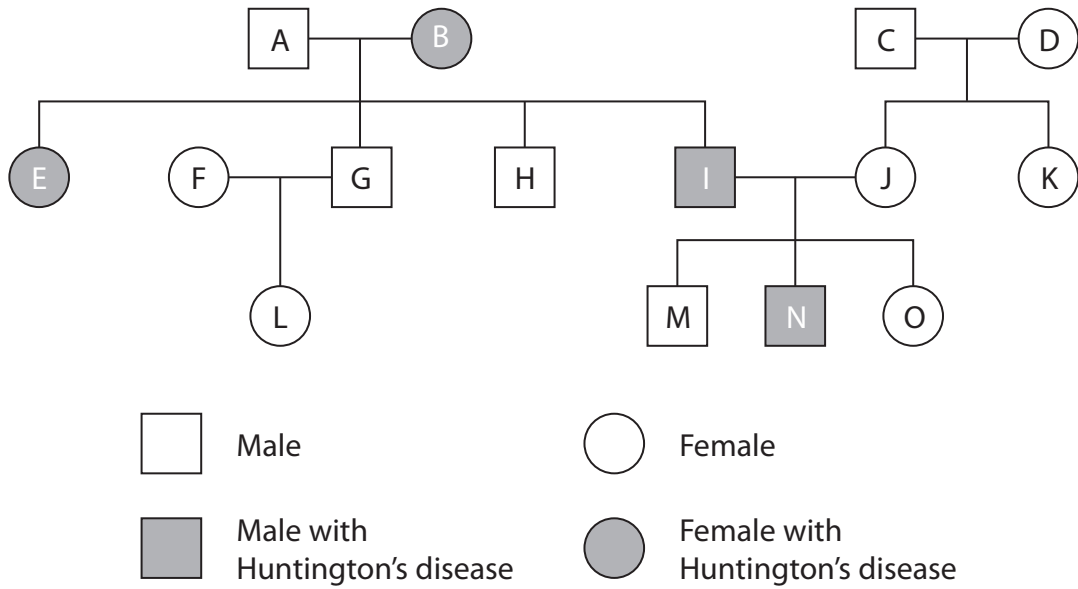 A
B
C
D
E
F
G
H
I
J
K
L
M
N
O
Male
Female
Male with
Huntington's disease
Female with
Huntington's disease